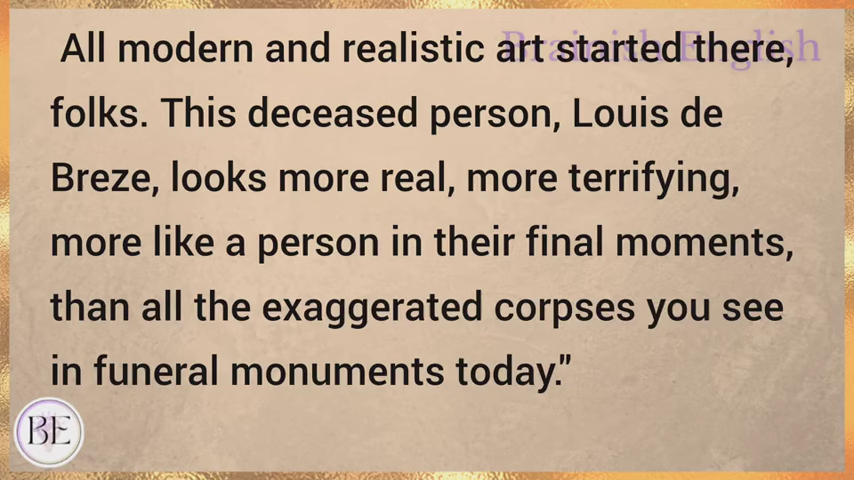 Brainish English
All modern and realistic art started there,
folks. This deceased person, Louis de
Breze, looks more real, more terrifying,
more like a person in their final moments,
than all the exaggerated corpses you see
in funeral monuments today."
BE